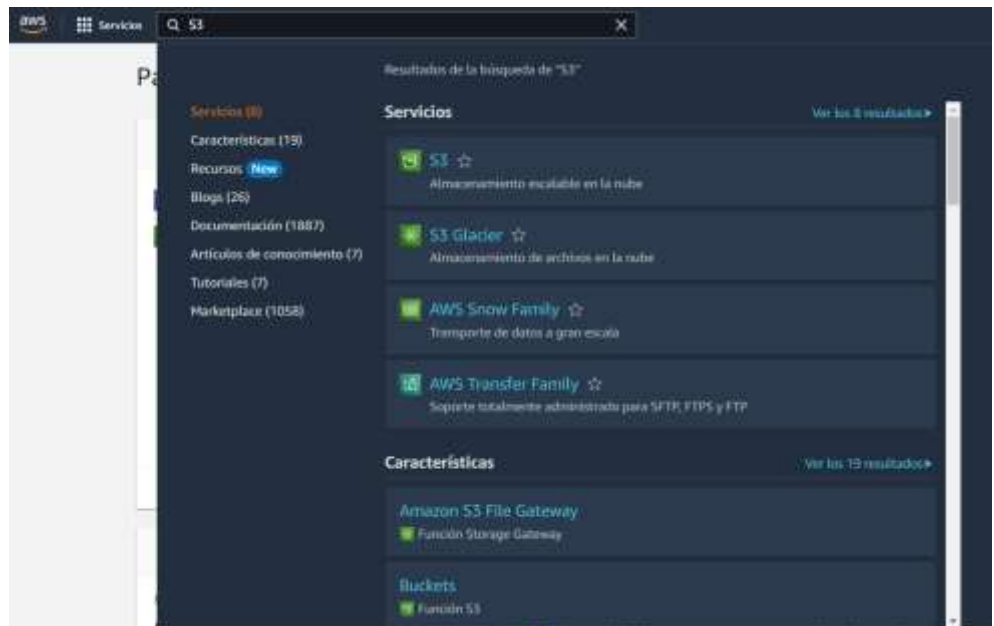 aws
Servicios
S3
Pa
Resultados de la búsqueda de "S3"
Servicios (8)
Características (19)
Recursos New
Blogs (26)
Documentación (1887)
Artículos de conocimiento (7)
Tutoriales (7)
Marketplace (1058)
Servicios
Ver los 8 resultados
S3
Almacenamiento escalable en la nube
S3 Glacier
Almacenamiento de archivos en la nube
AWS Snow Family
Transporte de datos a gran escala
AWS Transfer Family
Soporte totalmente administrado para SFTP, FTPS y FTP
Características
Ver los 19 resultados
Amazon S3 File Gateway
Función Storage Gateway
Buckets
Función S3